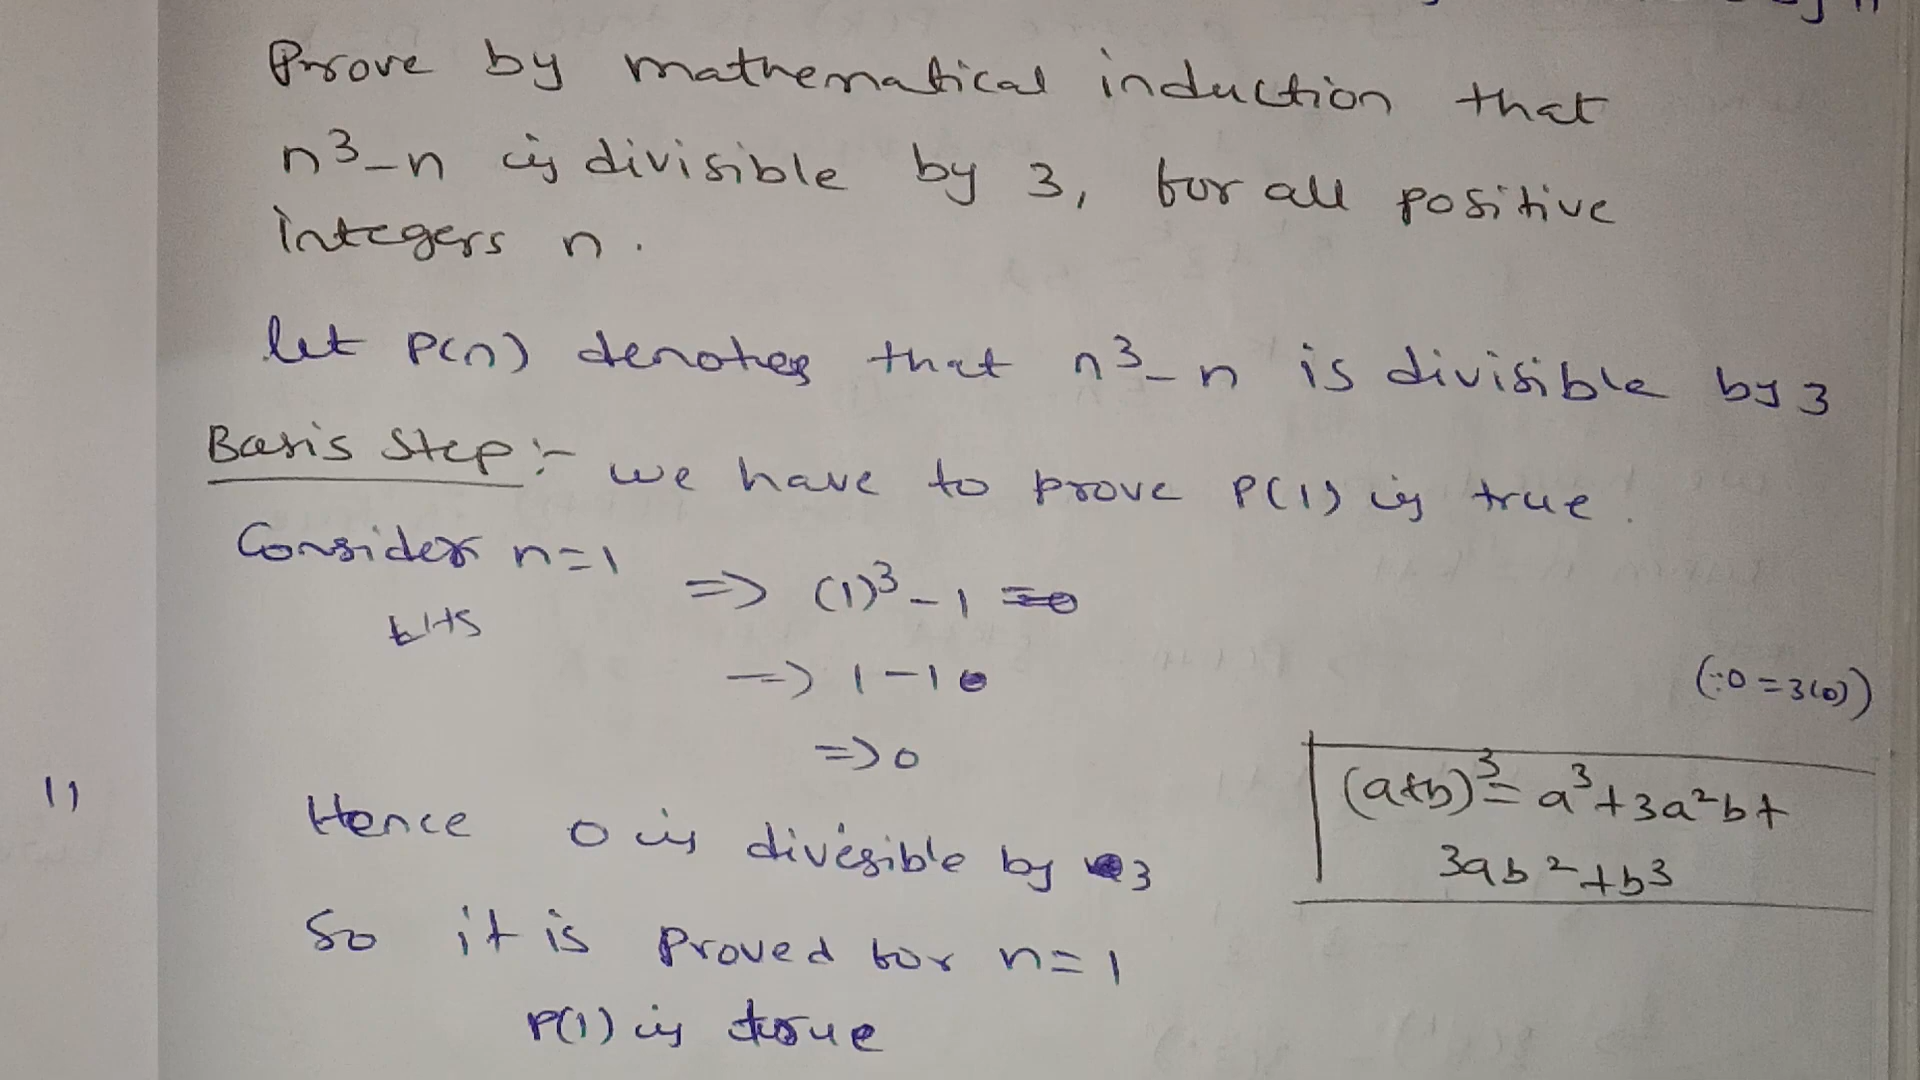 Prove by mathematical induction that
n³-n is divisible by 3, for all positive
integers n.
let P(n) denotes that n³-n is divisible by 3
Basis Step:- we have to prove P(1) is true.
Consider n=1
LHS
=> (1)³-1
=> 1-1
=> 0
(∵0=3(0))
Hence 0 is divisible by 3
(a+b)³= a³+3a²b+
3ab²+b³
So it is proved for n=1
P(1) is true
11